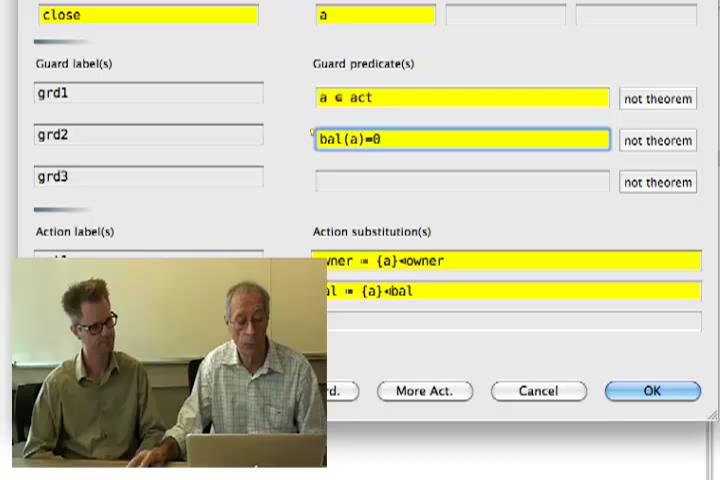 close a
Guard label(s) Guard predicate(s)
grd1 a ∈ act not theorem
grd2 bal(a)=0 not theorem
grd3 not theorem
Action label(s) Action substitution(s)
wner ≔ {a}⩤owner
al ≔ {a}⩤bal
rd. More Act. Cancel OK